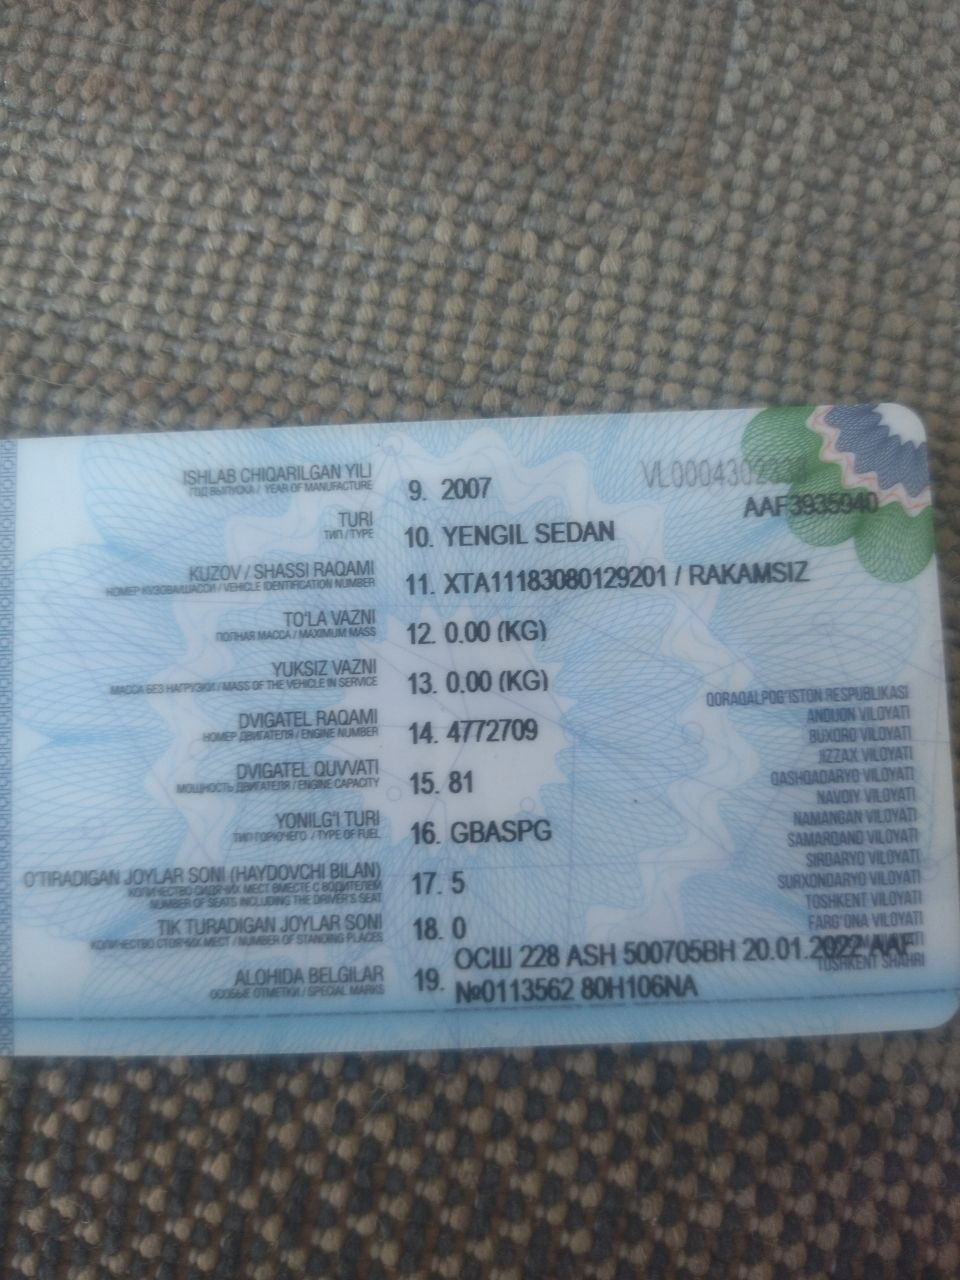 ISHLAB CHIQARILGAN YILI
ГОД ВЫПУСКА / YEAR OF MANUFACTURE
9. 2007
VL0004302
AAF3935940
TURI
ТИП / TYPE
10. YENGIL SEDAN
KUZOV / SHASSI RAQAMI
НОМЕР КУЗОВА/ШАССИ / VEHICLE IDENTIFICATION NUMBER
11. XTA11183080129201 / RAKAMSIZ
TO'LA VAZNI
ПОЛНАЯ МАССА / MAXIMUM MASS
12. 0.00 (KG)
YUKSIZ VAZNI
МАССА БЕЗ НАГРУЗКИ / MASS OF THE VEHICLE IN SERVICE
13. 0.00 (KG)
DVIGATEL RAQAMI
НОМЕР ДВИГАТЕЛЯ / ENGINE NUMBER
14. 4772709
DVIGATEL QUVVATI
МОЩНОСТЬ ДВИГАТЕЛЯ / ENGINE CAPACITY
15. 81
YONILG'I TURI
ТИП ГОРЮЧЕГО / TYPE OF FUEL
16. GBASPG
O'TIRADIGAN JOYLAR SONI (HAYDOVCHI BILAN)
КОЛИЧЕСТВО СИДЯЧИХ МЕСТ ВМЕСТЕ С ВОДИТЕЛЕМ
NUMBER OF SEATS INCLUDING THE DRIVER'S SEAT
17. 5
TIK TURADIGAN JOYLAR SONI
КОЛИЧЕСТВО СТОЯЧИХ МЕСТ / NUMBER OF STANDING PLACES
18. 0
ALOHIDA BELGILAR
ОСОБЫЕ ОТМЕТКИ / SPECIAL MARKS
19. ОСШ 228 ASH 500705BH 20.01.2022 AAF
№0113562 80H106NA
QORAQALPOG'ISTON RESPUBLIKASI
ANDIJON VILOYATI
BUXORO VILOYATI
JIZZAX VILOYATI
QASHQADARYO VILOYATI
NAVOIY VILOYATI
NAMANGAN VILOYATI
SAMARQAND VILOYATI
SIRDARYO VILOYATI
SURXONDARYO VILOYATI
TOSHKENT VILOYATI
FARG'ONA VILOYATI
TOSHKENT SHAHRI